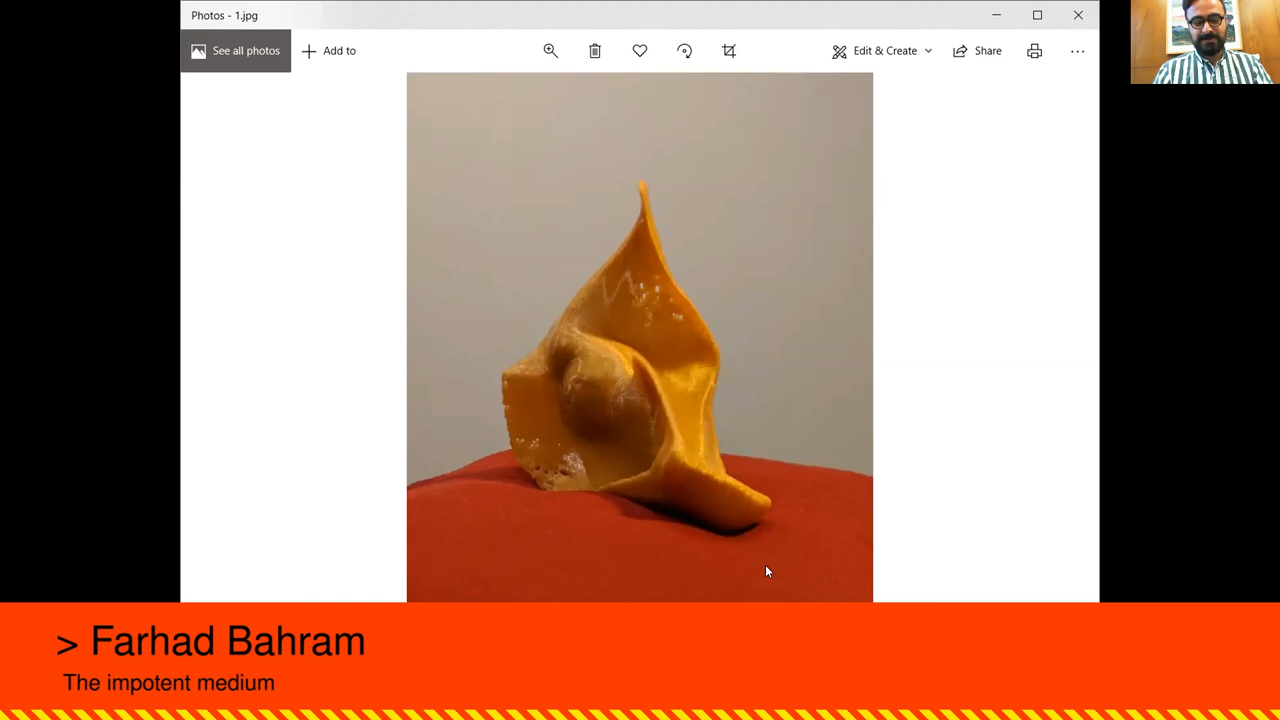 Photos - 1.jpg
See all photos
Add to
Edit & Create
Share
> Farhad Bahram
The impotent medium